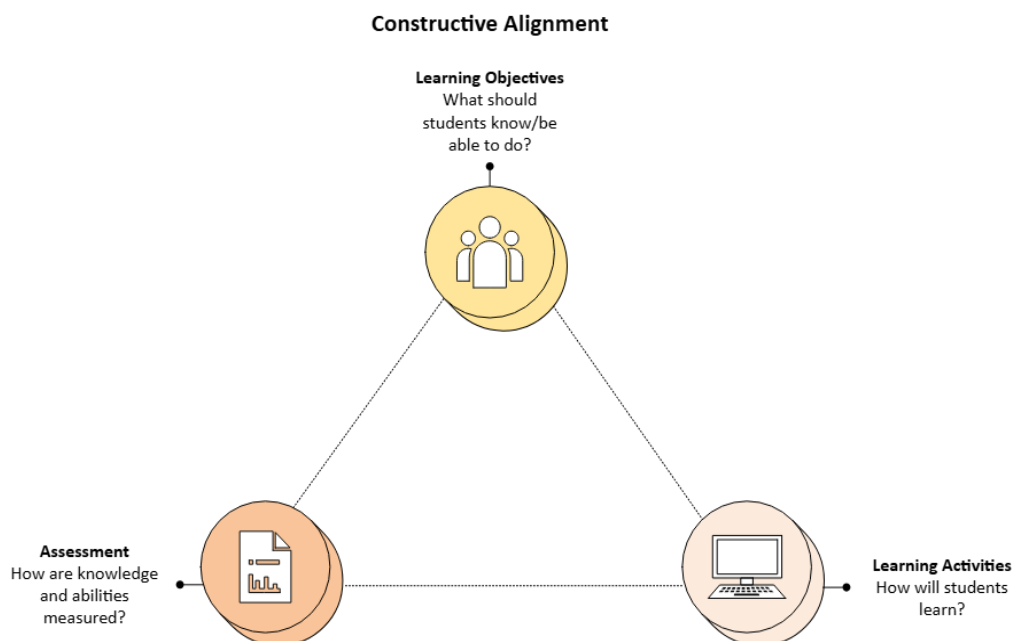 Constructive Alignment
Learning Objectives
What should
students know/be
able to do?
Assessment
How are knowledge
and abilities
measured?
Learning Activities
How will students
learn?